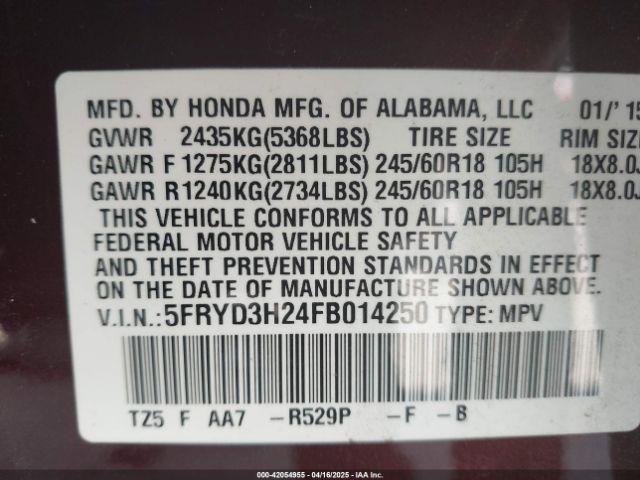 MFD. BY HONDA MFG. OF ALABAMA, LLC 01/'15
GVWR 2435KG(5368LBS) TIRE SIZE RIM SIZE
GAWR F 1275KG(2811LBS) 245/60R18 105H 18X8.0J
GAWR R 1240KG(2734LBS) 245/60R18 105H 18X8.0J
THIS VEHICLE CONFORMS TO ALL APPLICABLE
FEDERAL MOTOR VEHICLE SAFETY
AND THEFT PREVENTION STANDARDS IN EFFECT
ON THE DATE OF MANUFACTURE SHOWN ABOVE.
V.I.N.:5FRYD3H24FB014250 TYPE: MPV
TZ5 F AA7 -R529P -F -B
000-42054955 - 04/16/2025 - IAAI.COM